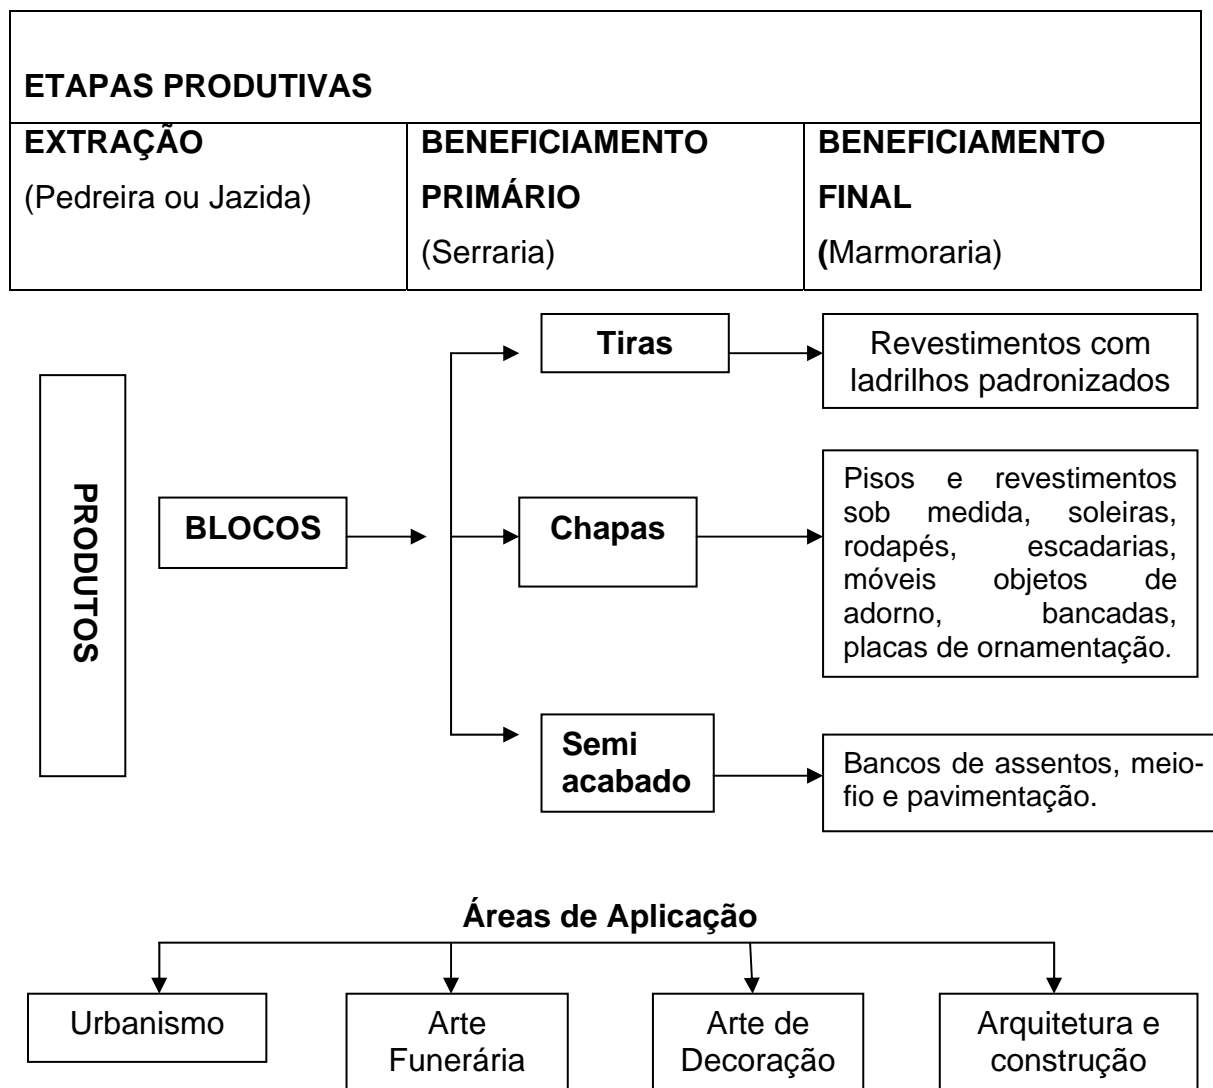 ETAPAS PRODUTIVAS
EXTRAÇÃO
(Pedreira ou Jazida)
BENEFICIAMENTO
PRIMÁRIO
(Serraria)
BENEFICIAMENTO
FINAL
(Marmoraria)
PRODUTOS
BLOCOS
Tiras
Revestimentos com
ladrilhos padronizados
Chapas
Pisos e revestimentos
sob medida, soleiras,
rodapés, escadarias,
móveis objetos de
adorno, bancadas,
placas de ornamentação.
Semi
acabado
Bancos de assentos, meio-
fio e pavimentação.
Áreas de Aplicação
Urbanismo
Arte
Funerária
Arte de
Decoração
Arquitetura e
construção